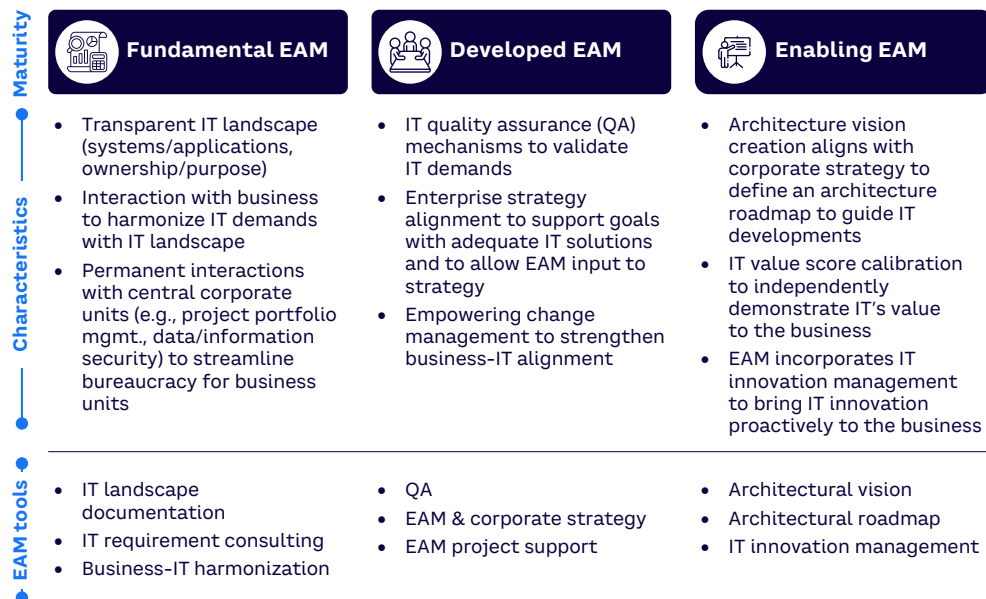 Maturity
Fundamental EAM
Developed EAM
Enabling EAM
Characteristics
• Transparent IT landscape
(systems/applications,
ownership/purpose)
• Interaction with business
to harmonize IT demands
with IT landscape
• Permanent interactions
with central corporate
units (e.g., project portfolio
mgmt., data/information
security) to streamline
bureaucracy for business
units
• IT quality assurance (QA)
mechanisms to validate
IT demands
• Enterprise strategy
alignment to support goals
with adequate IT solutions
and to allow EAM input to
strategy
• Empowering change
management to strengthen
business-IT alignment
• Architecture vision
creation aligns with
corporate strategy to
define an architecture
roadmap to guide IT
developments
• IT value score calibration
to independently
demonstrate IT’s value
to the business
• EAM incorporates IT
innovation management
to bring IT innovation
proactively to the business
EAM tools
• IT landscape
documentation
• IT requirement consulting
• Business-IT harmonization
• QA
• EAM & corporate strategy
• EAM project support
• Architectural vision
• Architectural roadmap
• IT innovation management